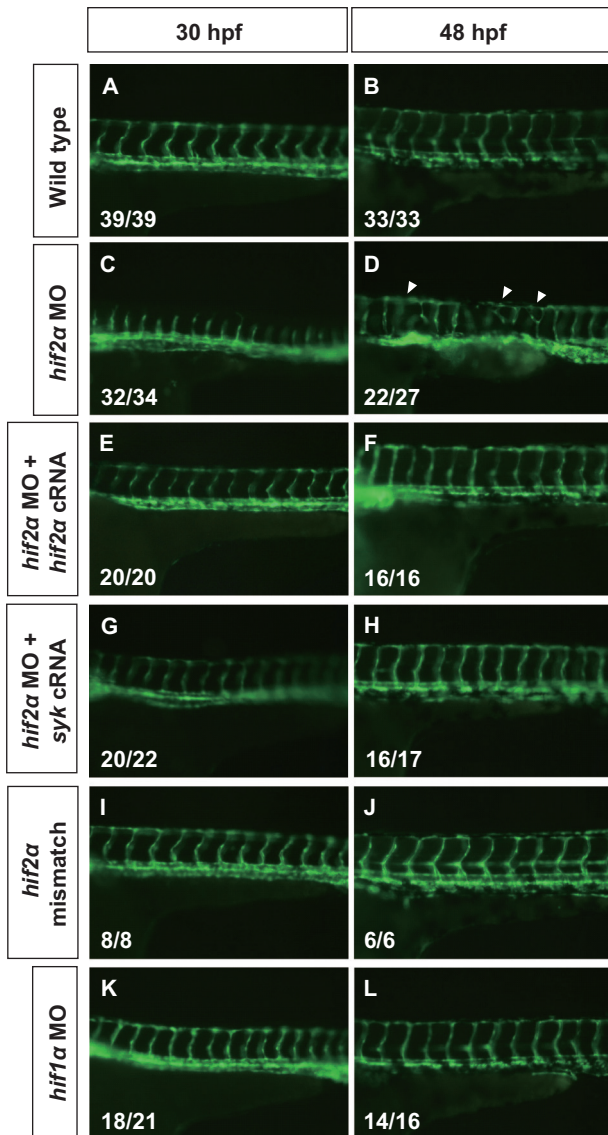 30 hpf
48 hpf
Wild type
A
39/39
B
33/33
hif2α MO
C
32/34
D
22/27
hif2α MO +
hif2α cRNA
E
20/20
F
16/16
hif2α MO +
syk cRNA
G
20/22
H
16/17
hif2α
mismatch
I
8/8
J
6/6
hif1α MO
K
18/21
L
14/16